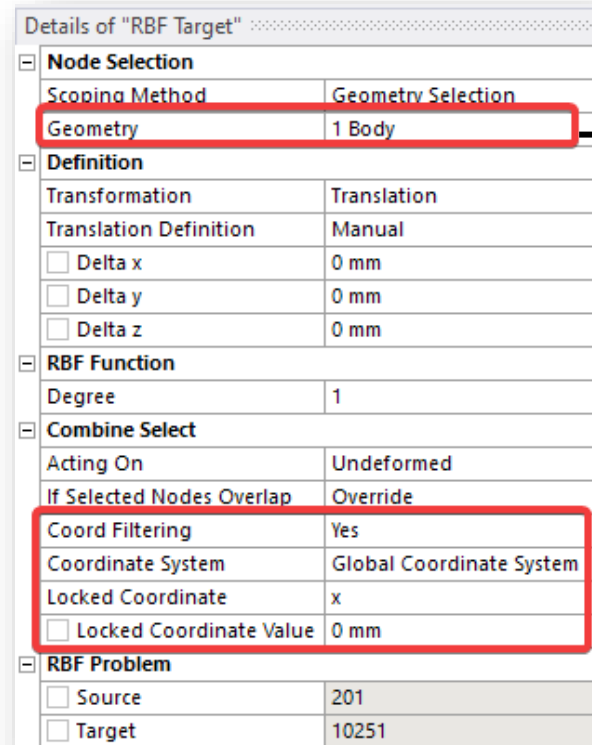 Details of "RBF Target"
Node Selection
Scoping Method Geometry Selection
Geometry 1 Body
Definition
Transformation Translation
Translation Definition Manual
Delta x 0 mm
Delta y 0 mm
Delta z 0 mm
RBF Function
Degree 1
Combine Select
Acting On Undeformed
If Selected Nodes Overlap Override
Coord Filtering Yes
Coordinate System Global Coordinate System
Locked Coordinate x
Locked Coordinate Value 0 mm
RBF Problem
Source 201
Target 10251